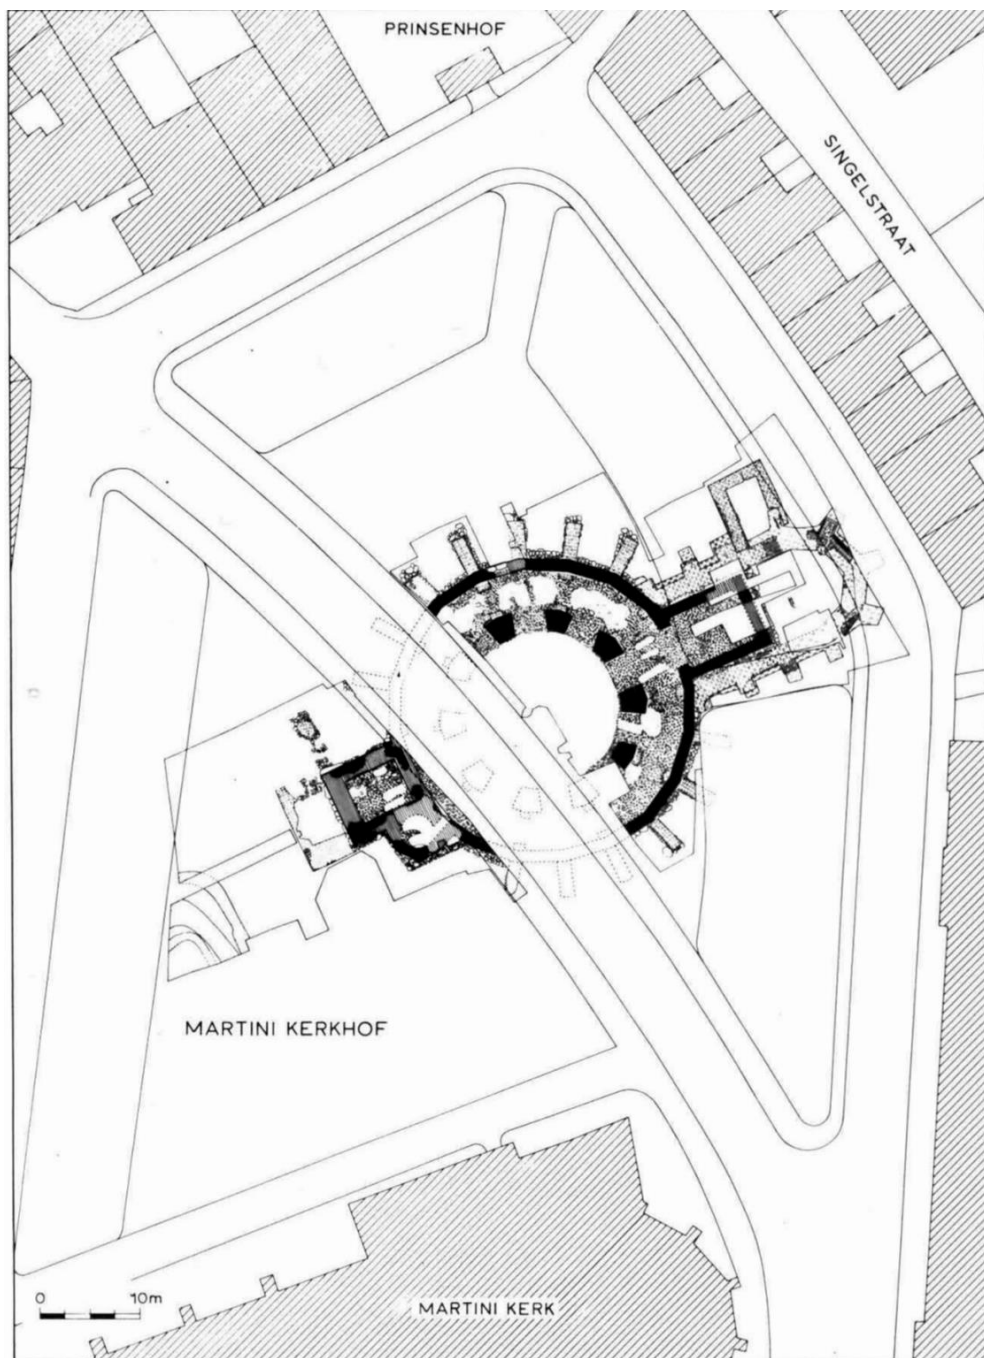 PRINSENHOF
SINGELSTRAAT
MARTINI KERKHOF
0 10m
MARTINI KERK